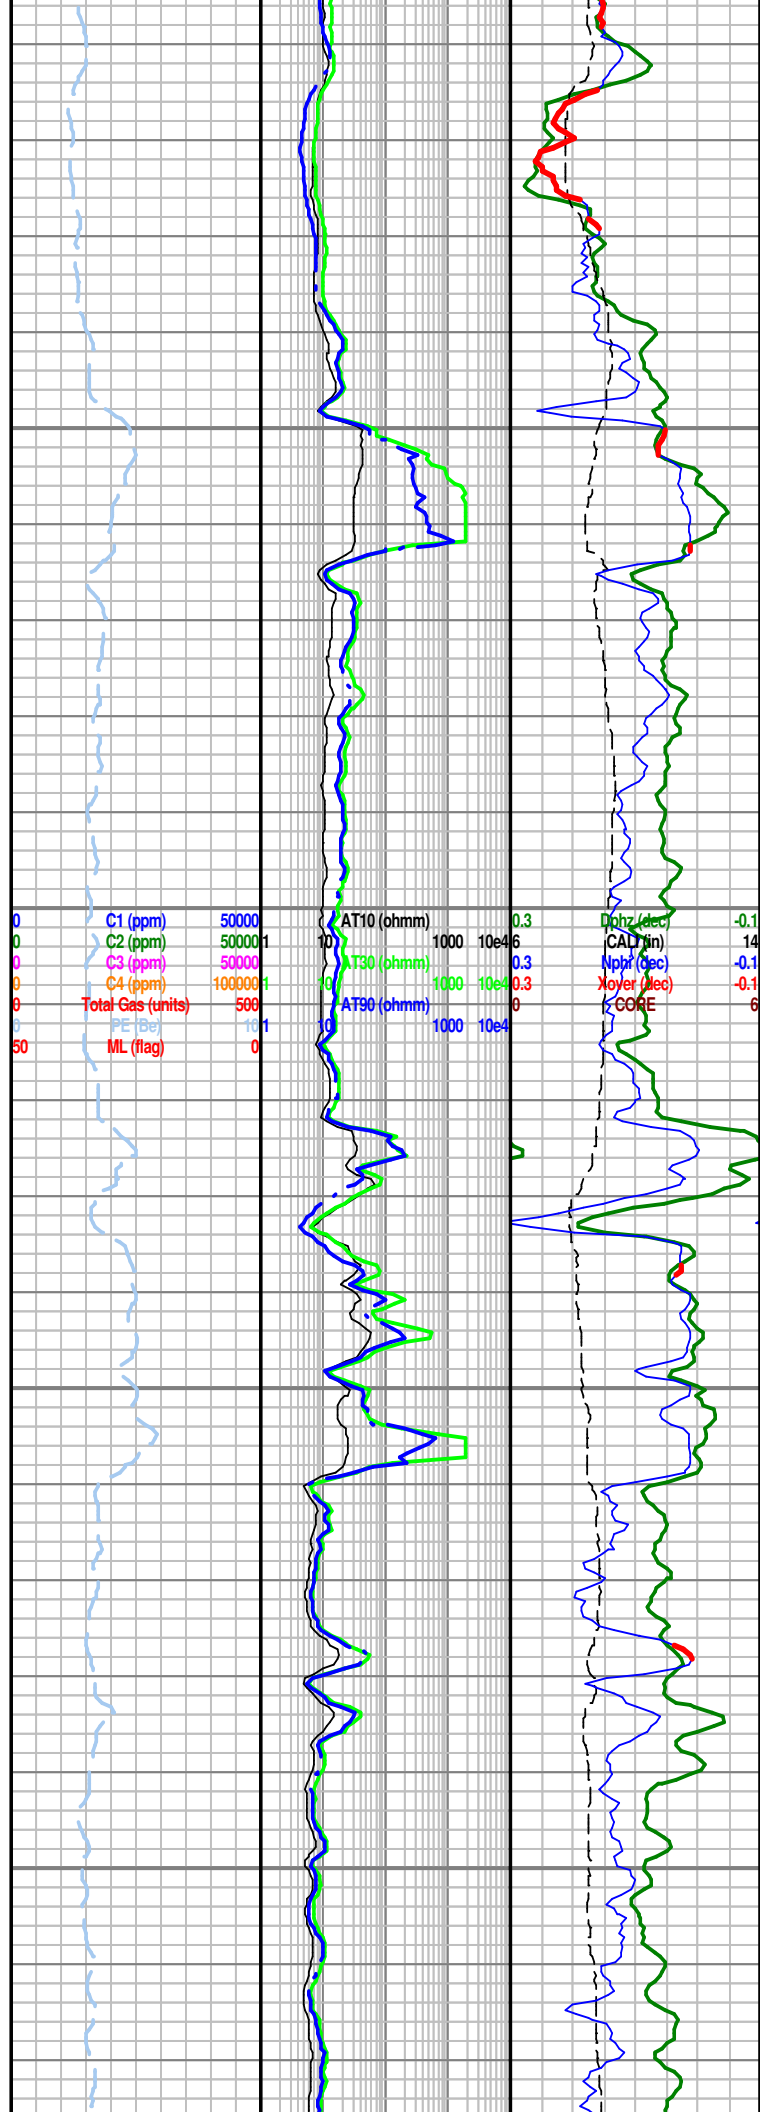 0 C1 (ppm) 50000 AT10 (ohmm) 0.3 Dphz (dec) -0.1
0 C2 (ppm) 50000 1 10 1000 10e4 6 CALI (in) 14
0 C3 (ppm) 50000 AT30 (ohmm) 0.3 Nphi (dec) -0.1
0 C4 (ppm) 100000 1 10 1000 10e4 0.3 Xover (dec) -0.1
0 Total Gas (units) 500 AT90 (ohmm) 0 CORE 6
0 PE (Be) 10 1 10 1000 10e4
50 ML (flag) 0